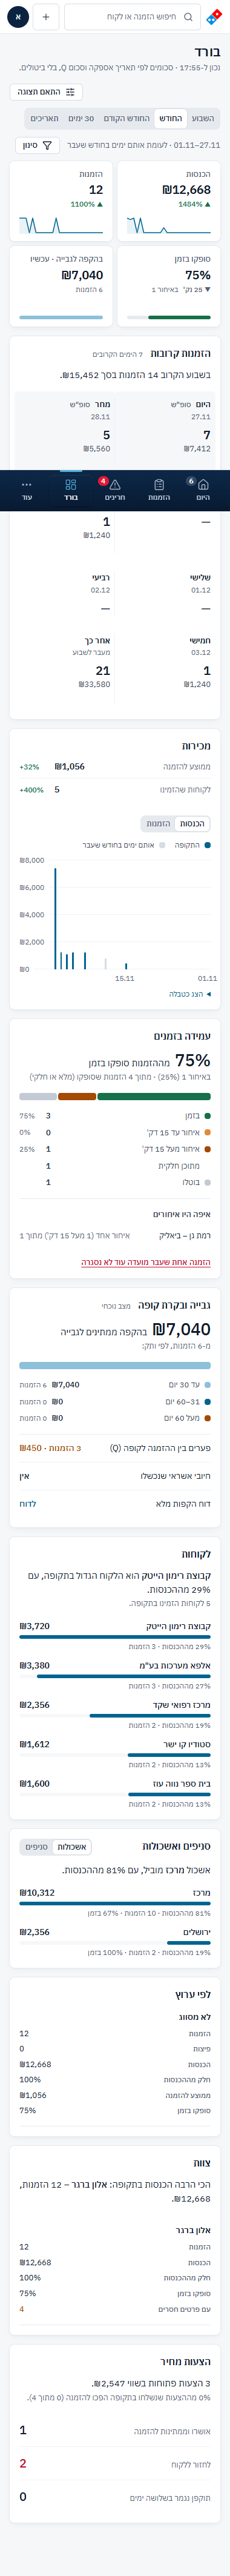 חיפוש הזמנה או לקוח
+
א
בורד
נכון ל-17:55 · סכומים לפי תאריך אספקה וסכום Q, בלי ביטולים.
התאם תצוגה
השבוע
החודש
החודש הקודם
30 ימים
תאריכים
01.11–27.11 · לעומת אותם ימים בחודש שעבר
סינון
הכנסות
₪12,668
▲ 1484%
הזמנות
12
▲ 1100%
סופקו בזמן
75%
▼ 25 נק' באיחור 1
בהקפה לגבייה · עכשיו
₪7,040
6 הזמנות
הזמנות קרובות 7 הימים הקרובים
בשבוע הקרוב 14 הזמנות בסך ₪15,452.
היום סופ"ש
27.11
7
₪7,412
מחר סופ"ש
28.11
5
₪5,560
היום
6
הזמנות
חריגים
4
בורד
עוד
—
1
₪1,240
שלישי
01.12
—
רביעי
02.12
—
חמישי
03.12
1
₪1,240
אחר כך
מעבר לשבוע
21
₪33,580
מכירות
ממוצע להזמנה
₪1,056
+32%
לקוחות שהזמינו
5
+400%
הכנסות
הזמנות
התקופה
אותם ימים בחודש שעבר
₪8,000
₪6,000
₪4,000
₪2,000
₪0
15.11
01.11
הצג כטבלה
עמידה בזמנים
75% מההזמנות סופקו בזמן
באיחור 1 (25%) · מתוך 4 הזמנות שסופקו (מלא או חלקי)
בזמן
3
75%
איחור עד 15 דק'
0
0%
איחור מעל 15 דק'
1
25%
מתוכן חלקית
1
בוטלו
1
איפה היו איחורים
רמת גן – ביאליק
איחור אחד (1 מעל 15 דק') מתוך 1
הזמנה אחת שעבר מועדה עוד לא נסגרה
גבייה ובקרת קופה מצב נוכחי
₪7,040 בהקפה ממתינים לגבייה
מ-6 הזמנות, לפי ותק:
עד 30 יום
₪7,040
6 הזמנות
31–60 יום
₪0
0 הזמנות
מעל 60 יום
₪0
0 הזמנות
פערים בין ההזמנה לקופה (Q)
3 הזמנות · ₪450
חיובי אשראי שנכשלו
אין
דוח הקפות מלא
לדוח
לקוחות
קבוצת רימון הייטק הוא הלקוח הגדול בתקופה, עם
29% מההכנסות.
5 לקוחות הזמינו בתקופה.
קבוצת רימון הייטק
₪3,720
29% מההכנסות · 3 הזמנות
אלפא מערכות בע"מ
₪3,380
27% מההכנסות · 3 הזמנות
מרכז רפואי שקד
₪2,356
19% מההכנסות · 2 הזמנות
סטודיו קו ישר
₪1,612
13% מההכנסות · 2 הזמנות
בית ספר נווה עוז
₪1,600
13% מההכנסות · 2 הזמנות
סניפים ואשכולות
אשכולות
סניפים
אשכול מרכז מוביל, עם 81% מההכנסות.
מרכז
₪10,312
81% מההכנסות · 10 הזמנות · 67% בזמן
ירושלים
₪2,356
19% מההכנסות · 2 הזמנות · 100% בזמן
לפי ערוץ
לא מסווג
הזמנות
12
פיצות
0
הכנסות
₪12,668
חלק מההכנסות
100%
ממוצע להזמנה
₪1,056
סופקו בזמן
75%
צוות
הכי הרבה הכנסות בתקופה: אלון ברגר – 12 הזמנות,
₪12,668.
אלון ברגר
הזמנות
12
הכנסות
₪12,668
חלק מההכנסות
100%
סופקו בזמן
75%
עם פרטים חסרים
4
הצעות מחיר
3 הצעות פתוחות בשווי ₪2,547.
0% מההצעות שנשלחו בתקופה הפכו להזמנה (0 מתוך 4).
אושרו וממתינות להזמנה
1
לחזור ללקוח
2
תוקפן נגמר בשלושה ימים
0